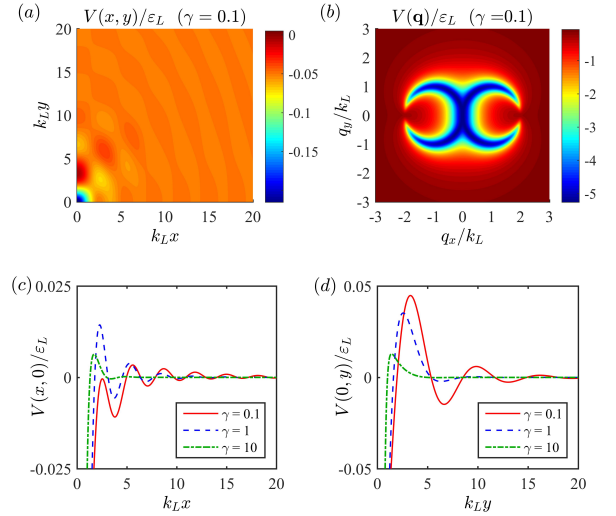 (a) V(x, y)/ε_L (γ = 0.1)
20
15
10
5
0
k_L y
0 5 10 15 20
k_L x
0
-0.05
-0.1
-0.15
(b) V(q)/ε_L (γ =0.1)
3
2
1
0
-1
-2
-3
q_y/k_L
-3 -2 -1 0 1 2 3
q_x/k_L
-1
-2
-3
-4
-5
(c)
0.025
0
-0.025
V(x, 0)/ε_L
γ = 0.1
γ = 1
γ = 10
0 5 10 15 20
k_L x
(d)
0.05
0
-0.05
V(0, y)/ε_L
γ = 0.1
γ = 1
γ = 10
0 5 10 15 20
k_L y